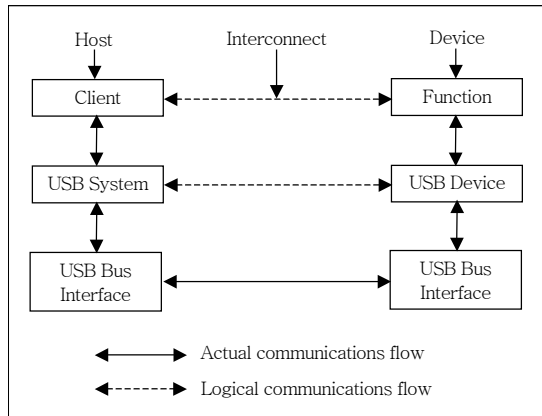 Host
Interconnect
Device
Client
Function
USB System
USB Device
USB Bus
Interface
USB Bus
Interface
Actual communications flow
Logical communications flow